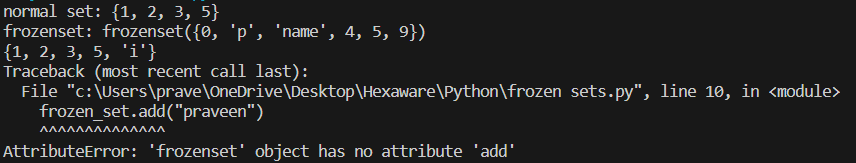 normal set: {1, 2, 3, 5}
frozenset: frozenset({0, 'p', 'name', 4, 5, 9})
{1, 2, 3, 5, 'i'}
Traceback (most recent call last):
  File "c:\Users\prave\OneDrive\Desktop\Hexaware\Python\frozen sets.py", line 10, in <module>
    frozen_set.add("praveen")
    ^^^^^^^^^^^^^^
AttributeError: 'frozenset' object has no attribute 'add'